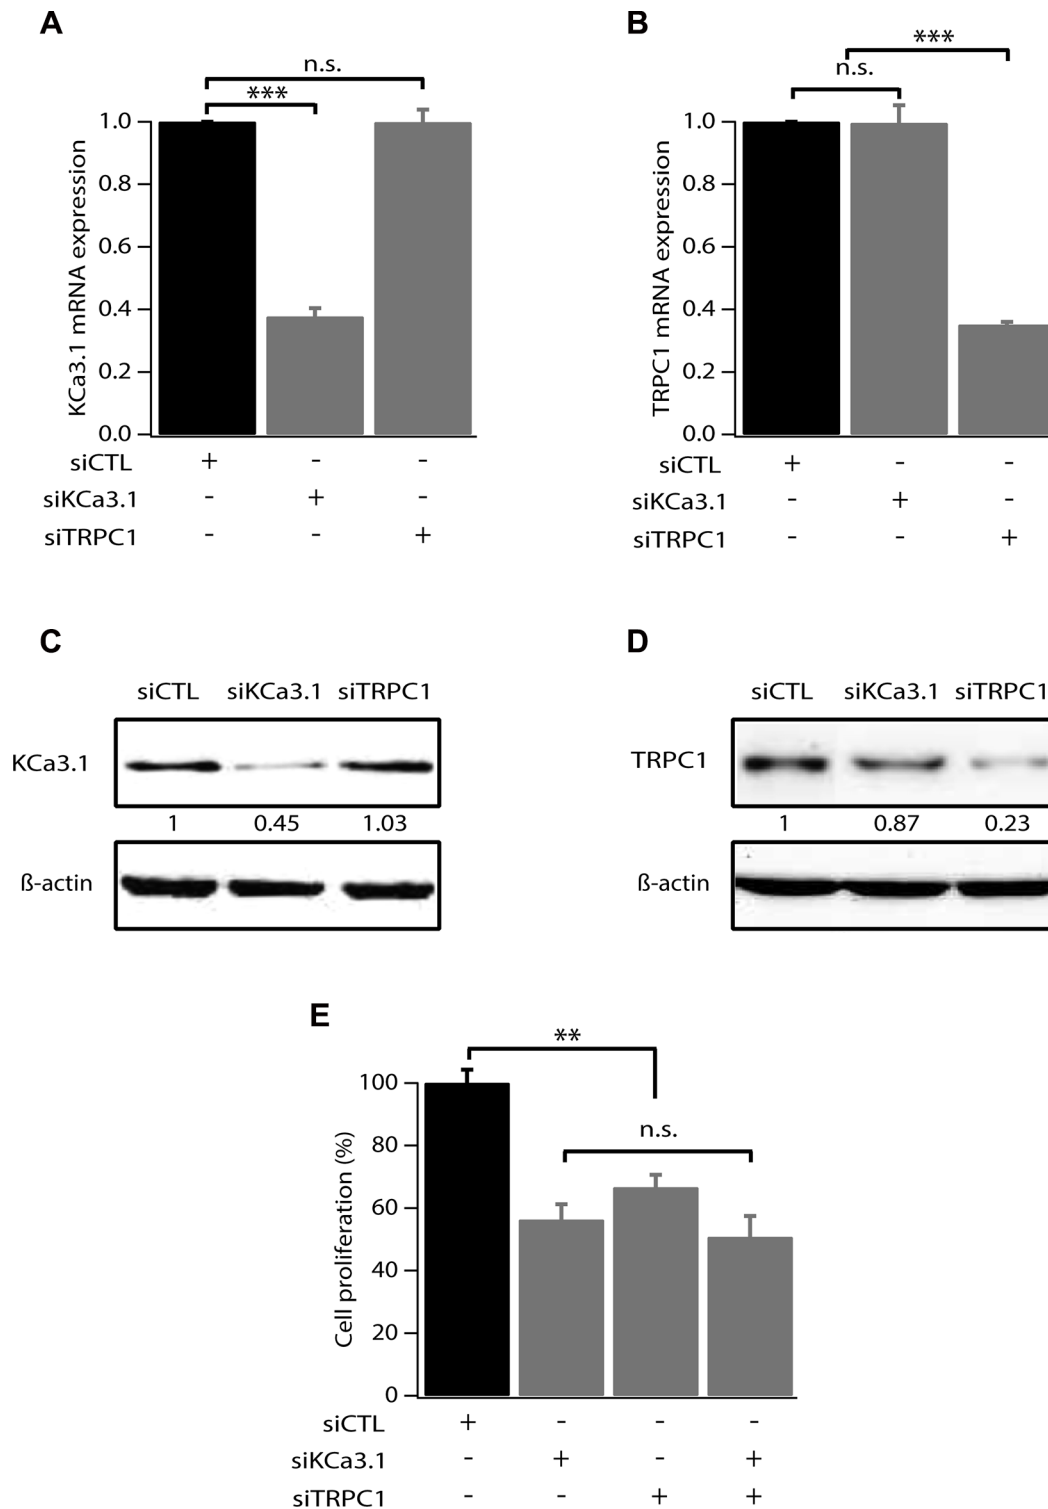 A
n.s.
***
KCa3.1 mRNA expression
1.0
0.8
0.6
0.4
0.2
0.0
siCTL + - -
siKCa3.1 - + -
siTRPC1 - - +
B
***
n.s.
TRPC1 mRNA expression
1.0
0.8
0.6
0.4
0.2
0.0
siCTL + - -
siKCa3.1 - + -
siTRPC1 - - +
C
siCTL siKCa3.1 siTRPC1
KCa3.1
1 0.45 1.03
ß-actin
D
siCTL siKCa3.1 siTRPC1
TRPC1
1 0.87 0.23
ß-actin
E
**
n.s.
Cell proliferation (%)
100
80
60
40
20
0
siCTL + - - -
siKCa3.1 - + - +
siTRPC1 - - + +